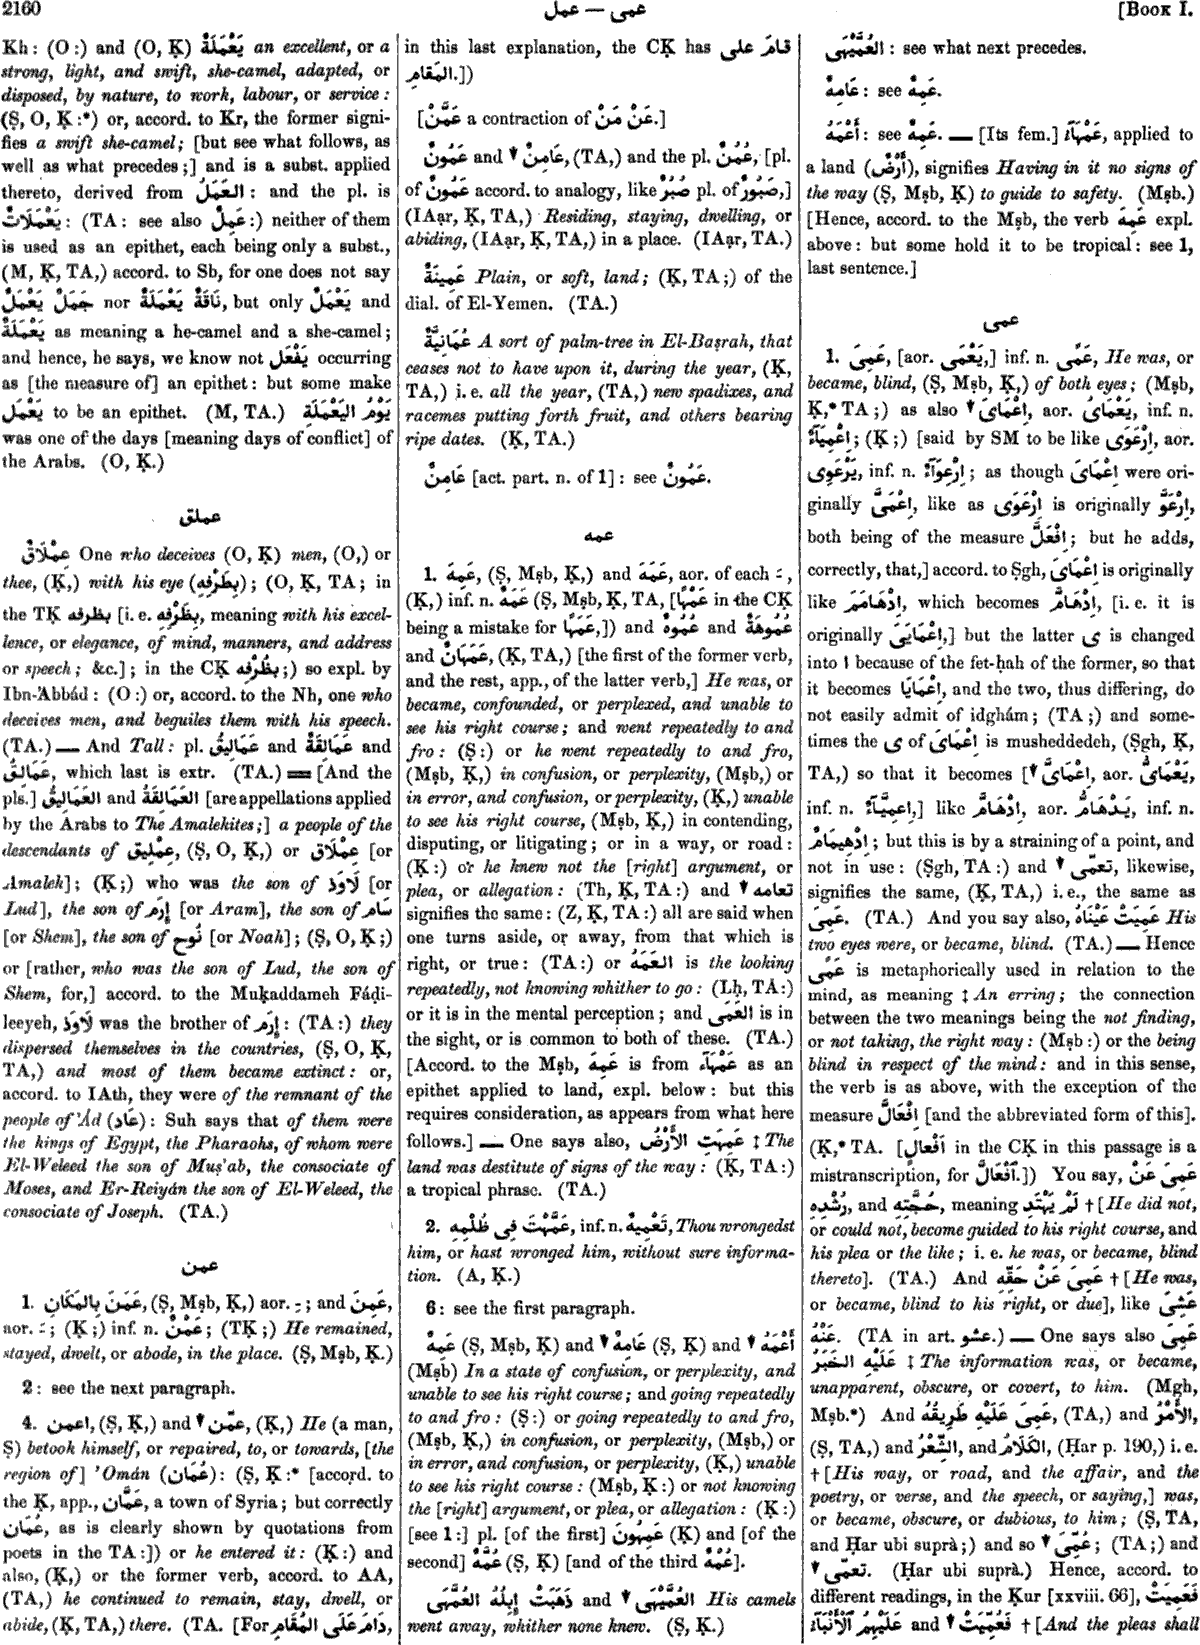 2160
عمى — عمل
[Book I.
Kh: (O:) and (O, Ḳ) يَعْمَلَةٌ an excellent, or a
strong, light, and swift, she-camel, adapted, or
disposed, by nature, to work, labour, or service:
(Ṣ, O, Ḳ:*) or, accord. to Kr, the former signi-
fies a swift she-camel; [but see what follows, as
well as what precedes;] and is a subst. applied
thereto, derived from العَمَلُ: and the pl. is
يَعْمَلَاتٌ: (TA: see also عَمِلٌ:) neither of them
is used as an epithet, each being only a subst.,
(M, Ḳ, TA,) accord. to Sb, for one does not say
جَمَلٌ يَعْمَلٌ nor نَاقَةٌ يَعْمَلَةٌ, but only يَعْمَلٌ and
يَعْمَلَةٌ as meaning a he-camel and a she-camel;
and hence, he says, we know not يَفْعَل occurring
as [the measure of] an epithet: but some make
يَعْمَل to be an epithet. (M, TA.) يَوْمُ اليَعْمَلَةِ
was one of the days [meaning days of conflict] of
the Arabs. (O, Ḳ.)
عملق
عِمْلَاقٌ One who deceives (O, Ḳ) men, (O,) or
thee, (Ḳ,) with his eye (بِطَرْفِهِ); (O, Ḳ, TA; in
the TḲ بظرفه [i. e. بِظَرْفِهِ, meaning with his excel-
lence, or elegance, of mind, manners, and address
or speech; &c.]; in the CḲ بِظُرْفِه;) so expl. by
Ibn-'Abbád: (O:) or, accord. to the Nh, one who
deceives men, and beguiles them with his speech.
(TA.) — And Tall: pl. عَمَالِيقُ and عَمَالِقَةٌ and
عَمَالِقُ, which last is extr. (TA.) = [And the
pls.] العَمَالِيقُ and العَمَالِقَةُ [are appellations applied
by the Arabs to The Amalekites;] a people of the
descendants of عِمْلِيق, (Ṣ, O, Ḳ,) or عِمْلَاق [or
Amalek]; (Ḳ;) who was the son of لَاوَذ [or
Lud], the son of إِرَم [or Aram], the son of سَام
[or Shem], the son of نُوح [or Noah]; (Ṣ, O, Ḳ;)
or [rather, who was the son of Lud, the son of
Shem, for,] accord. to the Muḳaddameh Fáḍi-
leeyeh, لَاوَذ was the brother of إِرَم: (TA:) they
dispersed themselves in the countries, (Ṣ, O, Ḳ,
TA,) and most of them became extinct: or,
accord. to IAth, they were of the remnant of the
people of 'Ád (عَاد): Suh says that of them were
the kings of Egypt, the Pharaohs, of whom were
El-Weleed the son of Muṣ'ab, the consociate of
Moses, and Er-Reiyán the son of El-Weleed, the
consociate of Joseph. (TA.)
عمن
1. عَمَنَ بِالمَكَانِ, (Ṣ, Mṣb, Ḳ,) aor. ـِ; and عَمِنَ,
aor. ـَ; (Ḳ;) inf. n. عَمْنٌ; (TḲ;) He remained,
stayed, dwelt, or abode, in the place. (Ṣ, Mṣb, Ḳ.)
2: see the next paragraph.
4. اعمن, (Ṣ, Ḳ,) and ▼ عمّن, (Ḳ,) He (a man,
Ṣ) betook himself, or repaired, to, or towards, [the
region of] 'Omán (عُمَان): (Ṣ, Ḳ:* [accord. to
the Ḳ, app., عَمَّان, a town of Syria; but correctly
عُمَان, as is clearly shown by quotations from
poets in the TA:]) or he entered it: (Ḳ:) and
also, (Ḳ,) or the former verb, accord. to AA,
(TA,) he continued to remain, stay, dwell, or
abide, (Ḳ, TA,) there. (TA. [For دَامَ عَلَى المُقَامِ,
in this last explanation, the CḲ has قامَ على
المَقامِ.])
[عَمَّنْ a contraction of عَنْ مَنْ.]
عَمُونٌ and ▼ عَامِنٌ, (TA,) and the pl. عُمُنٌ, [pl.
of عَمُونٌ accord. to analogy, like صُبُرٌ pl. of صَبُورٌ,]
(IAạr, Ḳ, TA,) Residing, staying, dwelling, or
abiding, (IAạr, Ḳ, TA,) in a place. (IAạr, TA.)
عَمِينَةٌ Plain, or soft, land; (Ḳ, TA;) of the
dial. of El-Yemen. (TA.)
عُمَانِيَّةٌ A sort of palm-tree in El-Baṣrah, that
ceases not to have upon it, during the year, (Ḳ,
TA,) i. e. all the year, (TA,) new spadixes, and
racemes putting forth fruit, and others bearing
ripe dates. (Ḳ, TA.)
عَامِنٌ [act. part. n. of 1]: see عَمُونٌ.
عمه
1. عَمِهَ, (Ṣ, Mṣb, Ḳ,) and عَمَهَ, aor. of each ـَ,
(Ḳ,) inf. n. عَمَهٌ (Ṣ, Mṣb, Ḳ, TA, [عَمْهًا in the CḲ
being a mistake for عَمَهًا,]) and عُمُوهٌ and عُمُوهَةٌ
and عَمَهَانٌ, (Ḳ, TA,) [the first of the former verb,
and the rest, app., of the latter verb,] He was, or
became, confounded, or perplexed, and unable to
see his right course; and went repeatedly to and
fro: (Ṣ:) or he went repeatedly to and fro,
(Mṣb, Ḳ,) in confusion, or perplexity, (Mṣb,) or
in error, and confusion, or perplexity, (Ḳ,) unable
to see his right course, (Mṣb, Ḳ,) in contending,
disputing, or litigating; or in a way, or road:
(Ḳ:) or he knew not the [right] argument, or
plea, or allegation: (Th, Ḳ, TA:) and ▼ تعامه
signifies the same: (Z, Ḳ, TA:) all are said when
one turns aside, or away, from that which is
right, or true: (TA:) or العَمَهُ is the looking
repeatedly, not knowing whither to go: (Lḥ, TA:)
or it is in the mental perception; and العَمَى is in
the sight, or is common to both of these. (TA.)
[Accord. to the Mṣb, عَمِهَ is from عَمْهَآءُ as an
epithet applied to land, expl. below: but this
requires consideration, as appears from what here
follows.] — One says also, عَمِهَتِ الأَرْضُ ‡ The
land was destitute of signs of the way: (Ḳ, TA:)
a tropical phrase. (TA.)
2. عَمَّهْتَ فِى ظُلْمِهِ, inf. n. تَعْمِيهٌ, Thou wrongedst
him, or hast wronged him, without sure informa-
tion. (A, Ḳ.)
6: see the first paragraph.
عَمِهٌ (Ṣ, Mṣb, Ḳ) and ▼ عَامِهٌ (Ṣ, Ḳ) and ▼ أَعْمَهُ
(Mṣb) In a state of confusion, or perplexity, and
unable to see his right course; and going repeatedly
to and fro: (Ṣ:) or going repeatedly to and fro,
(Mṣb, Ḳ,) in confusion, or perplexity, (Mṣb,) or
in error, and confusion, or perplexity, (Ḳ,) unable
to see his right course: (Mṣb, Ḳ:) or not knowing
the [right] argument, or plea, or allegation: (Ḳ:)
[see 1:] pl. [of the first] عَمِهُونَ (Ḳ) and [of the
second] عُمَّهٌ (Ṣ, Ḳ) [and of the third عُمْهٌ].
ذَهَبَتْ إِبِلُهُ العُمَّهَى and ▼ العُمَّيْهَى His camels
went away, whither none knew. (Ṣ, Ḳ.)
العُمَّيْهَى: see what next precedes.
عَامِهٌ: see عَمِهٌ.
أَعْمَهُ: see عَمِهٌ. — [Its fem.] عَمْهَآءُ, applied to
a land (أَرْضٌ), signifies Having in it no signs of
the way (Ṣ, Mṣb, Ḳ) to guide to safety. (Mṣb.)
[Hence, accord. to the Mṣb, the verb عَمِهَ expl.
above: but some hold it to be tropical: see 1,
last sentence.]
عمى
1. عَمِىَ, [aor. يَعْمَى,] inf. n. عَمًى, He was, or
became, blind, (Ṣ, Mṣb, Ḳ,) of both eyes; (Mṣb,
Ḳ,* TA;) as also ▼ اِعْمَاىَ, aor. يَعْمَاىُ, inf. n.
اِعْمِيَآءٌ; (Ḳ;) [said by SM to be like اِرْعَوَى, aor.
يَرْعَوِى, inf. n. اِرْعِوَآءٌ; as though اِعْمَاىَ were ori-
ginally اِعْمَىَّ, like as اِرْعَوَى is originally اِرْعَوَّ,
both being of the measure اِفْعَلَّ; but he adds,
correctly, that,] accord. to Ṣgh, اِعْمَاىَ is originally
like اِدْهَامَمَ, which becomes اِدْهَامَّ, [i. e. it is
originally اِعْمَايَىَ,] but the latter ى is changed
into ا because of the fet-ḥah of the former, so that
it becomes اِعْمَايَا, and the two, thus differing, do
not easily admit of idghám; (TA;) and some-
times the ى of اِعْمَاىَ is musheddedeh, (Ṣgh, Ḳ,
TA,) so that it becomes [▼ اِعْمَاىَّ, aor. يَعْمَاىُّ,
inf. n. اِعمِيَّآءٌ,] like اِدْهَامَّ, aor. يَدْهَامُّ, inf. n.
اِدْهِيمَامٌ; but this is by a straining of a point, and
not in use: (Ṣgh, TA:) and ▼ تعمّى, likewise,
signifies the same, (Ḳ, TA,) i. e., the same as
عَمِىَ. (TA.) And you say also, عَمِيَتْ عَيْنَاهُ His
two eyes were, or became, blind. (TA.) — Hence
عَمًى is metaphorically used in relation to the
mind, as meaning ‡ An erring; the connection
between the two meanings being the not finding,
or not taking, the right way: (Mṣb:) or the being
blind in respect of the mind: and in this sense,
the verb is as above, with the exception of the
measure اِفْعَالَّ [and the abbreviated form of this].
(Ḳ,* TA. [اَفْعال in the CḲ in this passage is a
mistranscription, for ٱفْعَالَّ.]) You say, عَمِىَ عَنْ
رُشْدِهِ, and حُجَّتِهِ, meaning لَمْ يَهْتَدِ † [He did not,
or could not, become guided to his right course, and
his plea or the like; i. e. he was, or became, blind
thereto]. (TA.) And عَمِىَ عَنْ حَقِّهِ † [He was,
or became, blind to his right, or due], like عَشِىَ
عَنْهُ. (TA in art. عشو.) — One says also عَمِىَ
عَلَيْهِ الخَبَرُ ‡ The information was, or became,
unapparent, obscure, or covert, to him. (Mgh,
Mṣb.*) And عَمِىَ عَلَيْهِ طَرِيقُهُ, (TA,) and الأَمْرُ,
(Ṣ, TA,) and الشِّعْرُ, and الكَلَامُ, (Ḥar p. 190,) i. e.
† [His way, or road, and the affair, and the
poetry, or verse, and the speech, or saying,] was,
or became, obscure, or dubious, to him; (Ṣ, TA,
and Ḥar ubi suprà;) and so ▼ عُمِّىَ; (TA;) and
▼ تعمّى. (Ḥar ubi suprà.) Hence, accord. to
different readings, in the Ḳur [xxviii. 66], فَعَمِيَتْ
عَلَيْهِمُ ٱلْأَنْبَآءُ and ▼ فَعُمِّيَتْ † [And the pleas shall